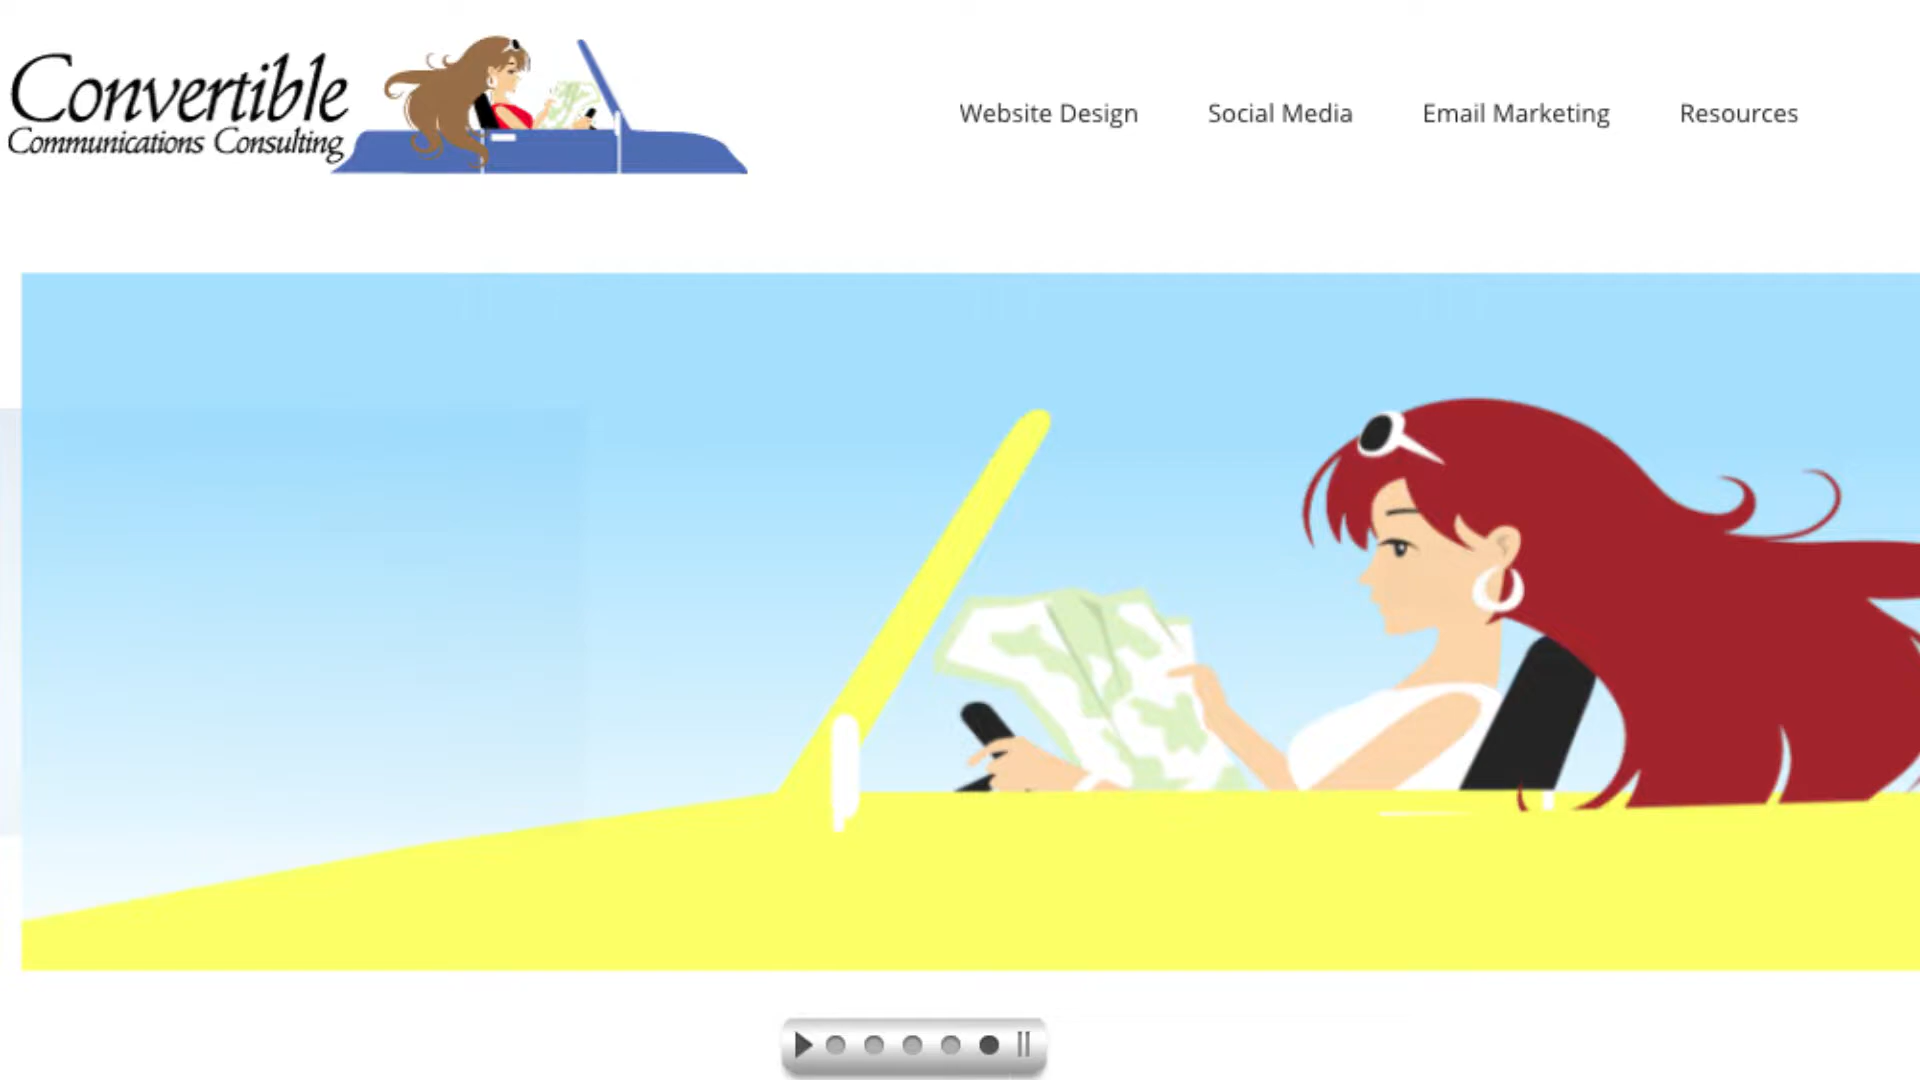 Convertible
Communications Consulting
Website Design
Social Media
Email Marketing
Resources